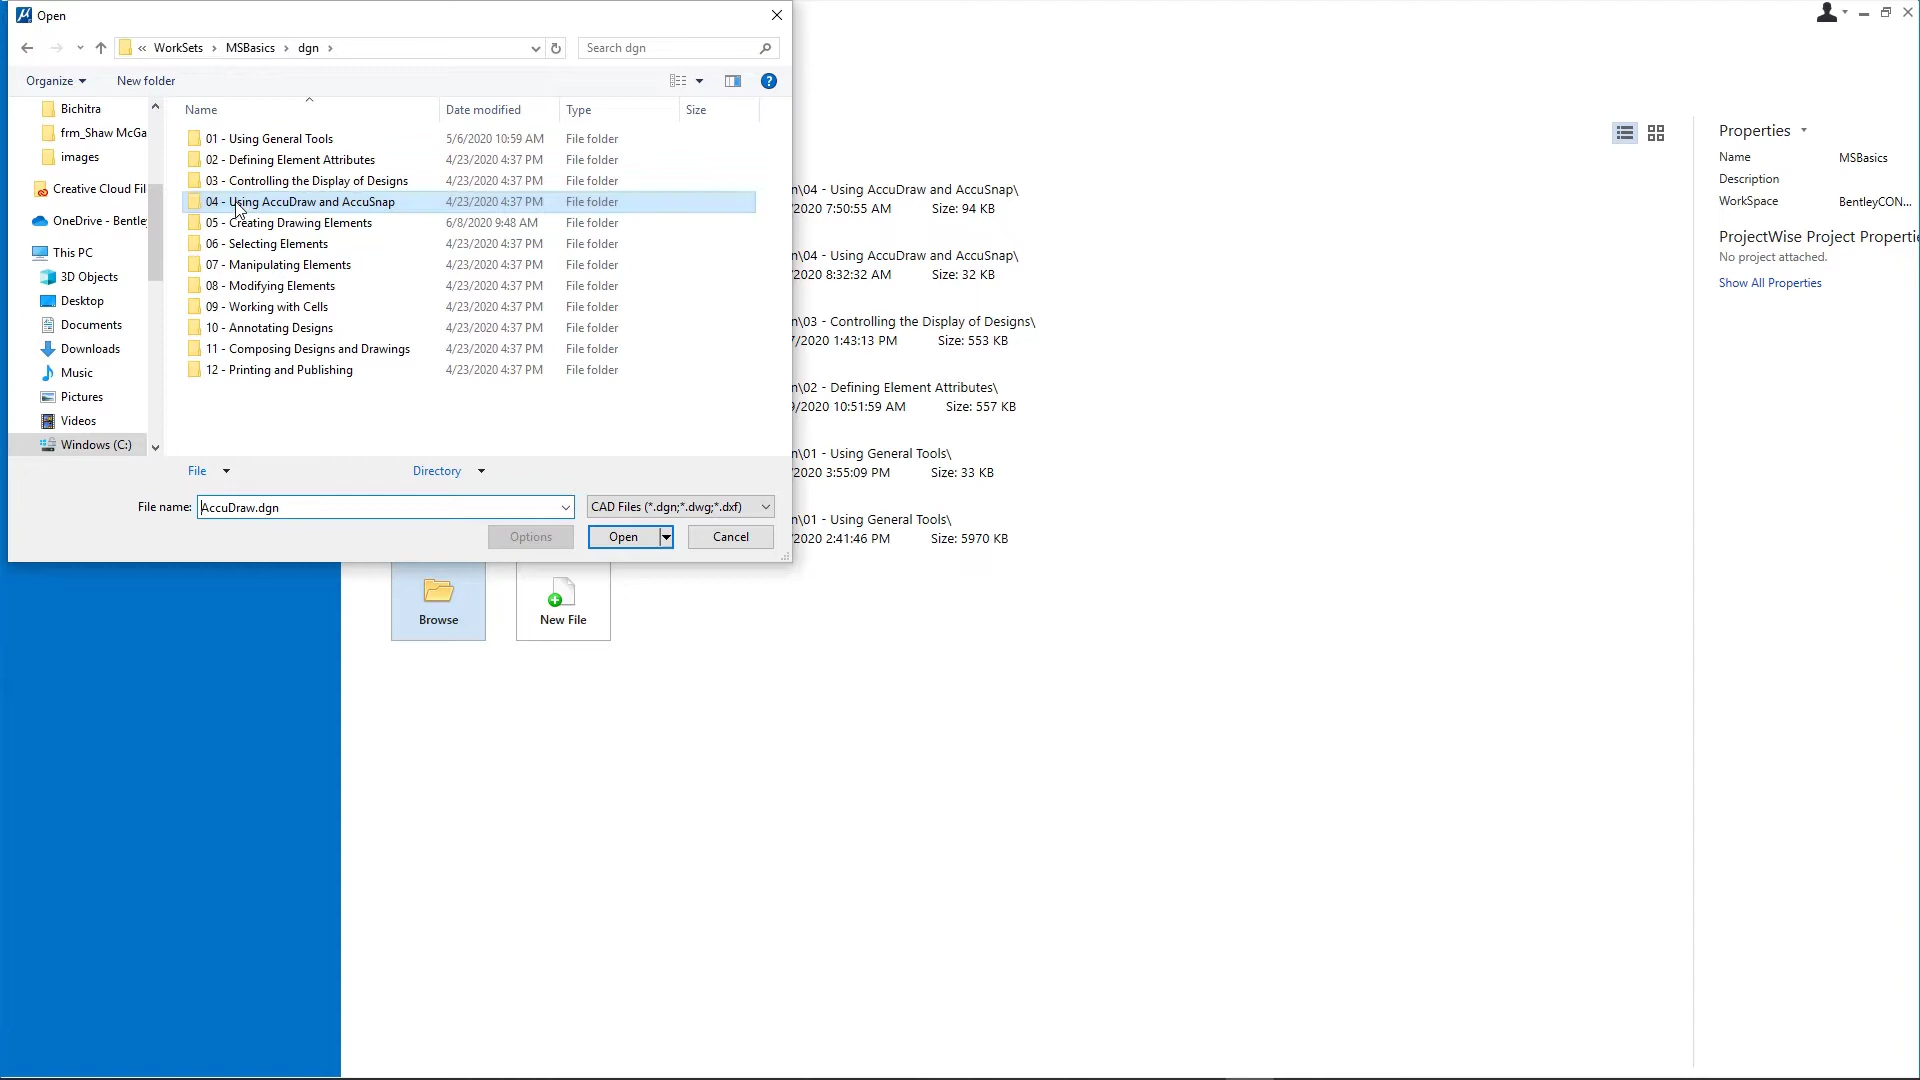 Open
« WorkSets › MSBasics › dgn ›
Search dgn
Organize
New folder
Bichitra
frm_Shaw McGa
images
Creative Cloud Fil
OneDrive - Bentley
This PC
3D Objects
Desktop
Documents
Downloads
Music
Pictures
Videos
Windows (C:)
Name Date modified Type Size
01 - Using General Tools 5/6/2020 10:59 AM File folder
02 - Defining Element Attributes 4/23/2020 4:37 PM File folder
03 - Controlling the Display of Designs 4/23/2020 4:37 PM File folder
04 - Using AccuDraw and AccuSnap 4/23/2020 4:37 PM File folder
05 - Creating Drawing Elements 6/8/2020 9:48 AM File folder
06 - Selecting Elements 4/23/2020 4:37 PM File folder
07 - Manipulating Elements 4/23/2020 4:37 PM File folder
08 - Modifying Elements 4/23/2020 4:37 PM File folder
09 - Working with Cells 4/23/2020 4:37 PM File folder
10 - Annotating Designs 4/23/2020 4:37 PM File folder
11 - Composing Designs and Drawings 4/23/2020 4:37 PM File folder
12 - Printing and Publishing 4/23/2020 4:37 PM File folder
File Directory
File name: AccuDraw.dgn CAD Files (*.dgn;*.dwg;*.dxf)
Options Open Cancel
n\04 - Using AccuDraw and AccuSnap\
/2020 7:50:55 AM Size: 94 KB
n\04 - Using AccuDraw and AccuSnap\
/2020 8:32:32 AM Size: 32 KB
n\03 - Controlling the Display of Designs\
7/2020 1:43:13 PM Size: 553 KB
n\02 - Defining Element Attributes\
9/2020 10:51:59 AM Size: 557 KB
n\01 - Using General Tools\
/2020 3:55:09 PM Size: 33 KB
n\01 - Using General Tools\
/2020 2:41:46 PM Size: 5970 KB
Browse
New File
Properties
Name MSBasics
Description
WorkSpace BentleyCON...
ProjectWise Project Properti
No project attached.
Show All Properties